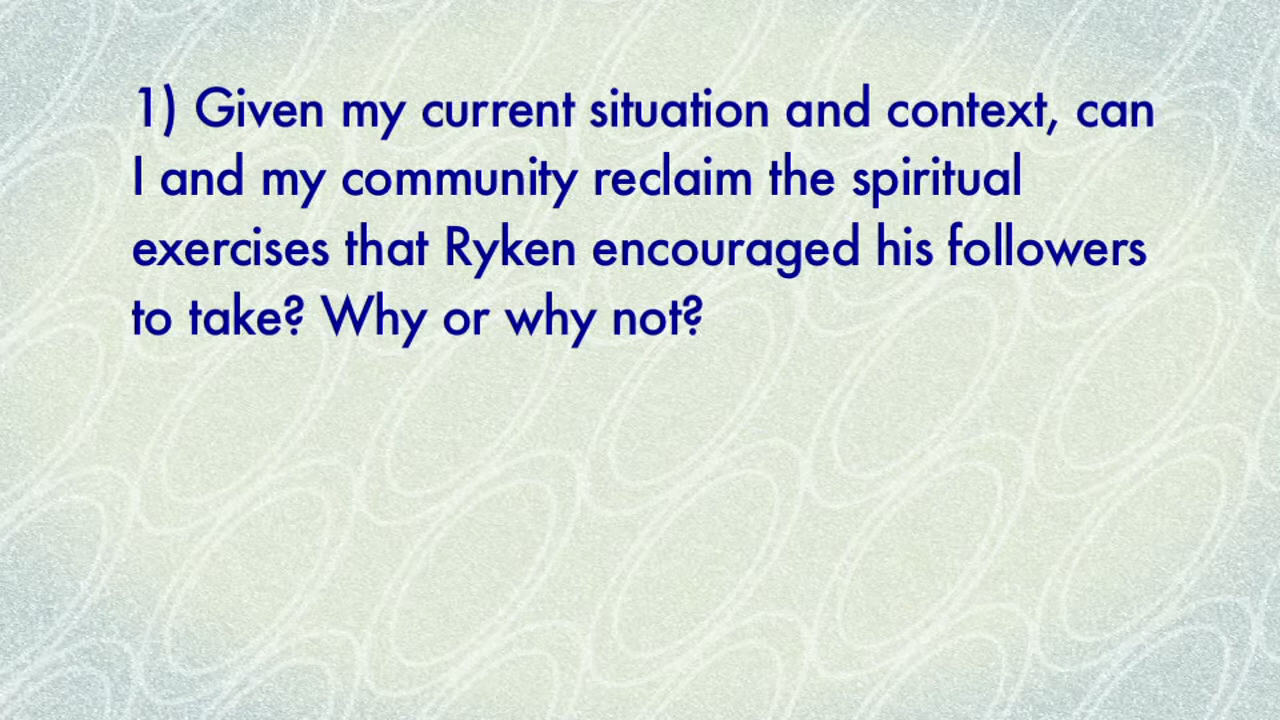 1) Given my current situation and context, can
I and my community reclaim the spiritual
exercises that Ryken encouraged his followers
to take? Why or why not?